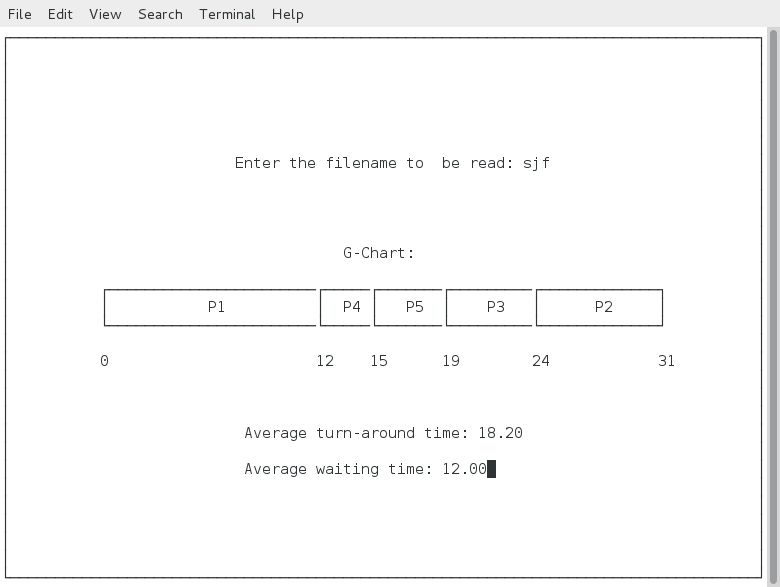 File Edit View Search Terminal Help
Enter the filename to  be read: sjf
G-Chart:
P1 P4 P5 P3 P2
0 12 15 19 24 31
Average turn-around time: 18.20
Average waiting time: 12.00